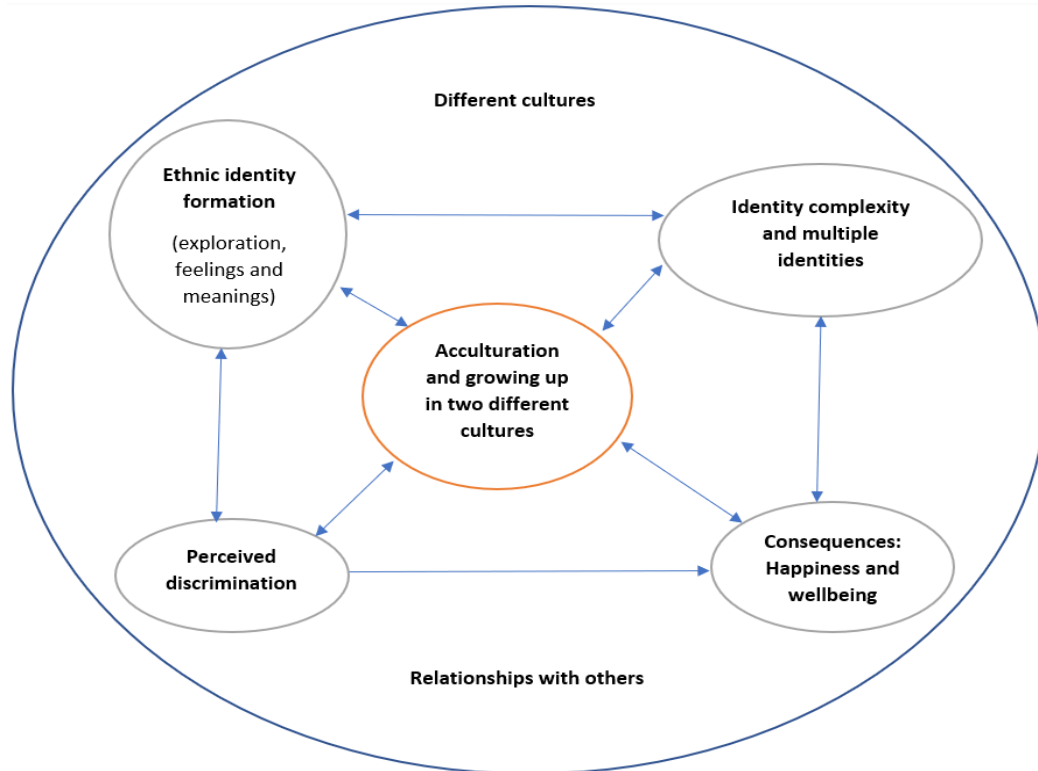 Different cultures
Ethnic identity
formation
(exploration,
feelings and
meanings)
Identity complexity
and multiple
identities
Acculturation
and growing up
in two different
cultures
Perceived
discrimination
Consequences:
Happiness and
wellbeing
Relationships with others